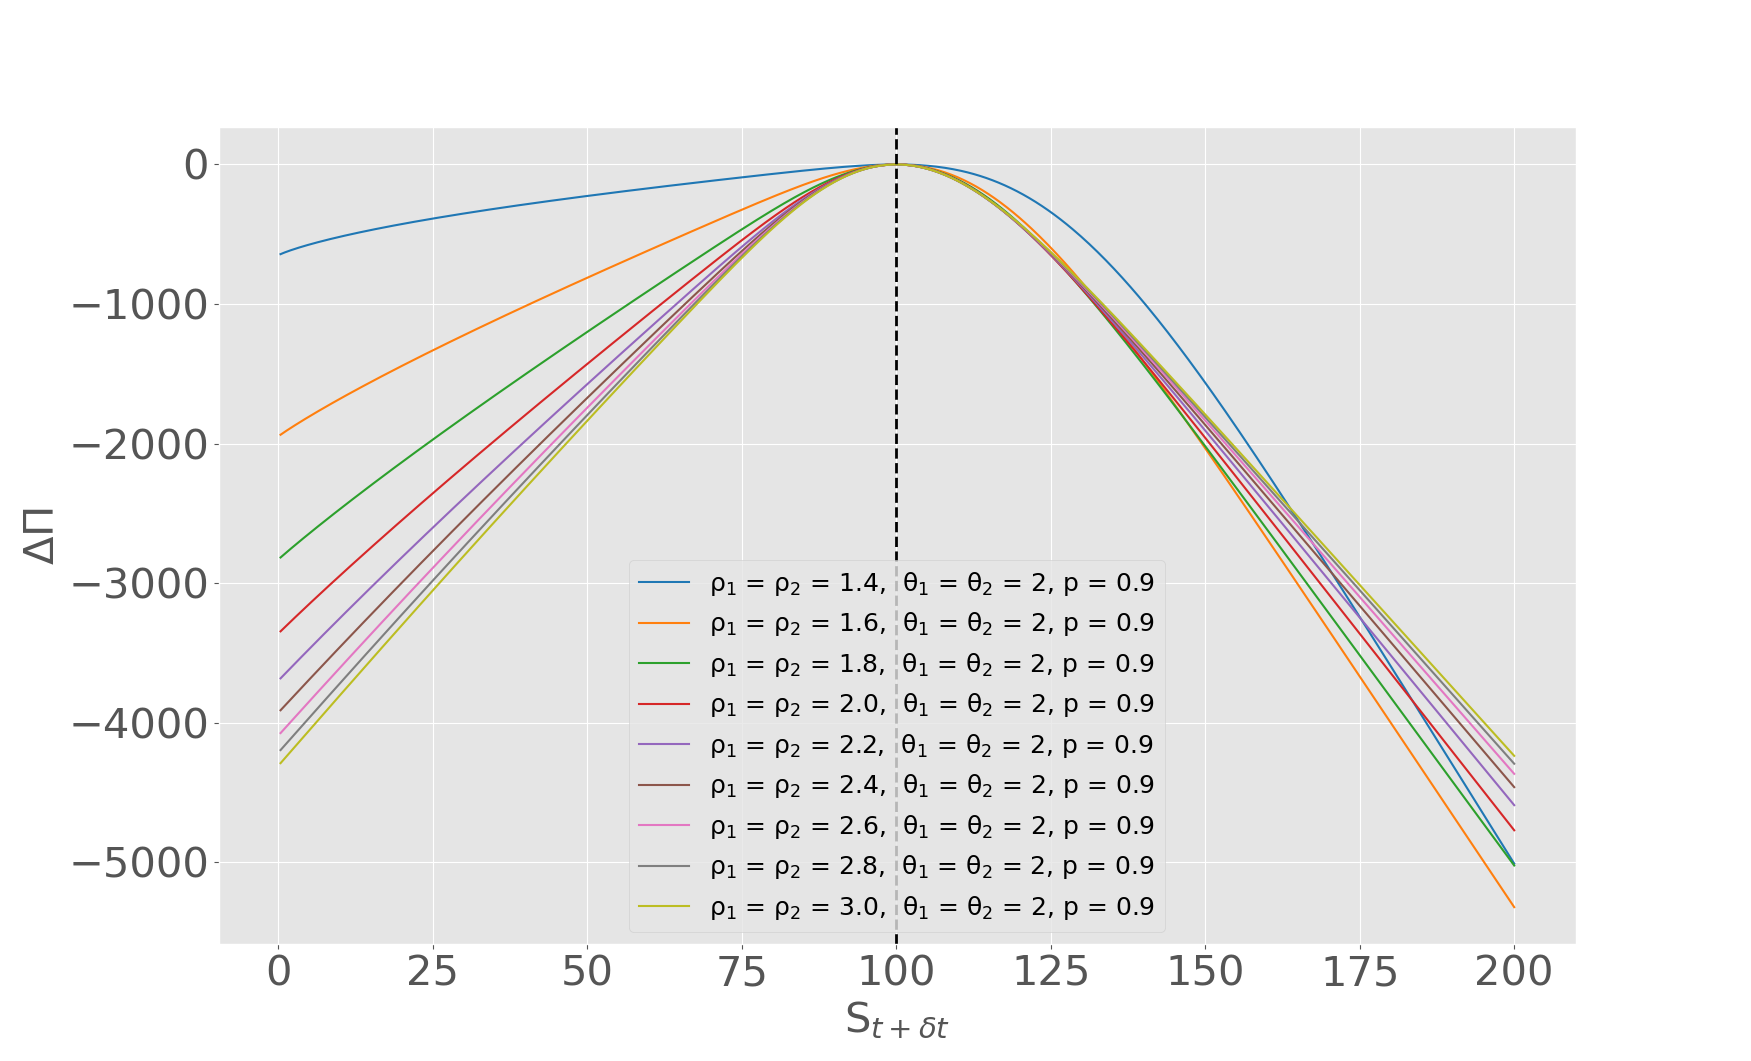 0
−1000
−2000
−3000
−4000
−5000
ΔΠ
ρ₁ = ρ₂ = 1.4, θ₁ = θ₂ = 2, p = 0.9
ρ₁ = ρ₂ = 1.6, θ₁ = θ₂ = 2, p = 0.9
ρ₁ = ρ₂ = 1.8, θ₁ = θ₂ = 2, p = 0.9
ρ₁ = ρ₂ = 2.0, θ₁ = θ₂ = 2, p = 0.9
ρ₁ = ρ₂ = 2.2, θ₁ = θ₂ = 2, p = 0.9
ρ₁ = ρ₂ = 2.4, θ₁ = θ₂ = 2, p = 0.9
ρ₁ = ρ₂ = 2.6, θ₁ = θ₂ = 2, p = 0.9
ρ₁ = ρ₂ = 2.8, θ₁ = θ₂ = 2, p = 0.9
ρ₁ = ρ₂ = 3.0, θ₁ = θ₂ = 2, p = 0.9
0 25 50 75 100 125 150 175 200
S_{t + δt}